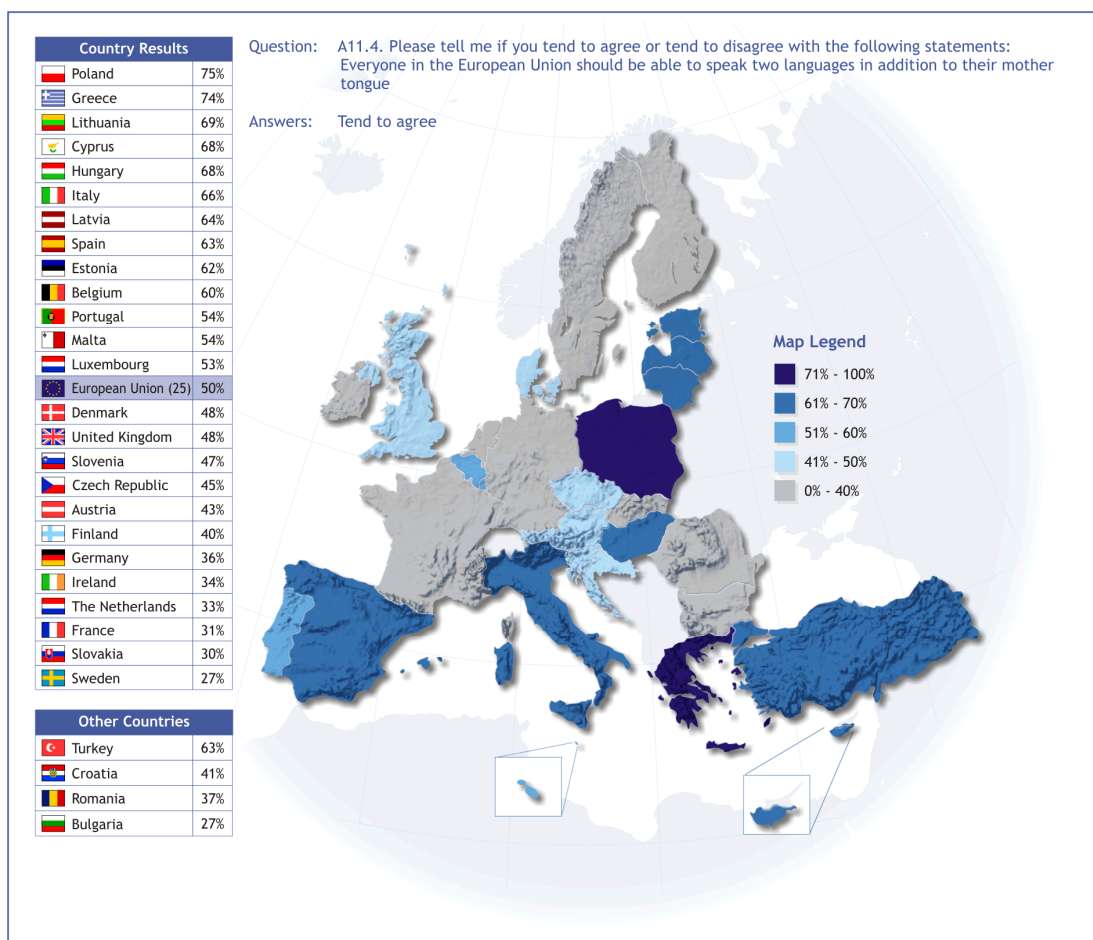 Country Results
Poland 75%
Greece 74%
Lithuania 69%
Cyprus 68%
Hungary 68%
Italy 66%
Latvia 64%
Spain 63%
Estonia 62%
Belgium 60%
Portugal 54%
Malta 54%
Luxembourg 53%
European Union (25) 50%
Denmark 48%
United Kingdom 48%
Slovenia 47%
Czech Republic 45%
Austria 43%
Finland 40%
Germany 36%
Ireland 34%
The Netherlands 33%
France 31%
Slovakia 30%
Sweden 27%
Other Countries
Turkey 63%
Croatia 41%
Romania 37%
Bulgaria 27%
Question: A11.4. Please tell me if you tend to agree or tend to disagree with the following statements:
Everyone in the European Union should be able to speak two languages in addition to their mother
tongue
Answers: Tend to agree
Map Legend
71% - 100%
61% - 70%
51% - 60%
41% - 50%
0% - 40%